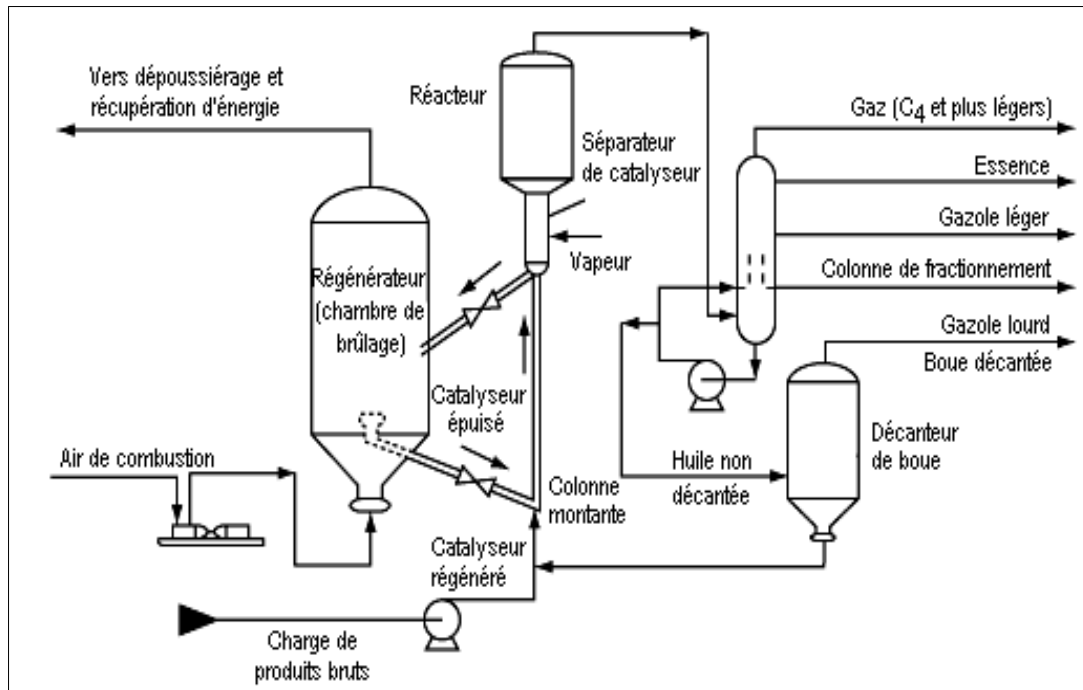 Vers dépoussiérage et
récupération d'énergie
Réacteur
Séparateur
de catalyseur
Vapeur
Gaz (C4 et plus légers)
Essence
Gazole léger
Colonne de fractionnement
Gazole lourd
Boue décantée
Régénérateur
(chambre de
brûlage)
Catalyseur
épuisé
Air de combustion
Colonne
montante
Huile non
décantée
Décanteur
de boue
Catalyseur
régénéré
Charge de
produits bruts